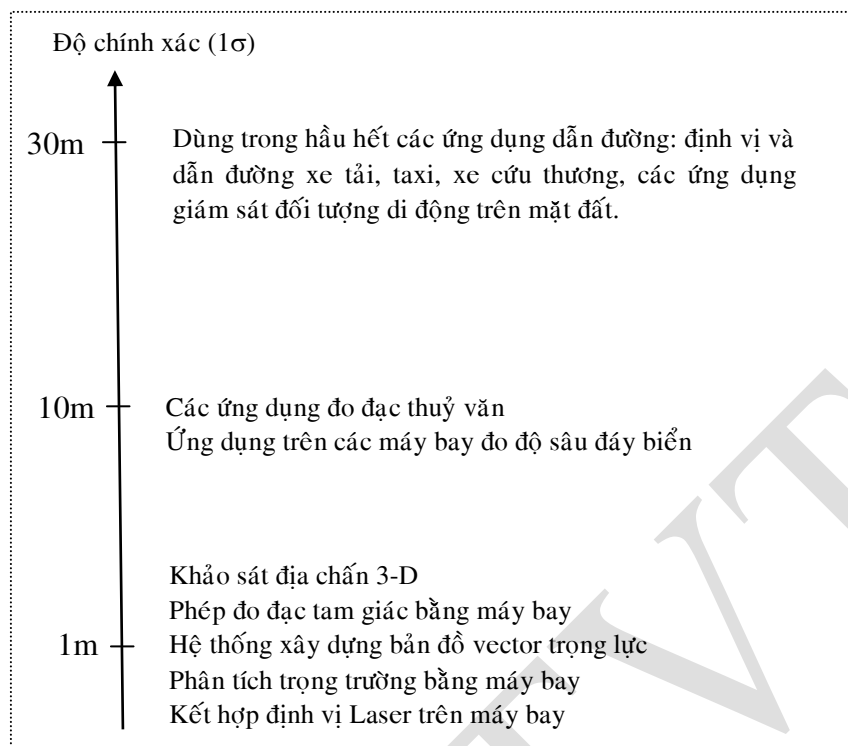 Độ chính xác (1σ)
30m
Dùng trong hầu hết các ứng dụng dẫn đường: định vị và
dẫn đường xe tải, taxi, xe cứu thương, các ứng dụng
giám sát đối tượng di động trên mặt đất.
10m
Các ứng dụng đo đạc thuỷ văn
Ứng dụng trên các máy bay đo độ sâu đáy biển
Khảo sát địa chấn 3-D
Phép đo đạc tam giác bằng máy bay
1m
Hệ thống xây dựng bản đồ vector trọng lực
Phân tích trọng trường bằng máy bay
Kết hợp định vị Laser trên máy bay